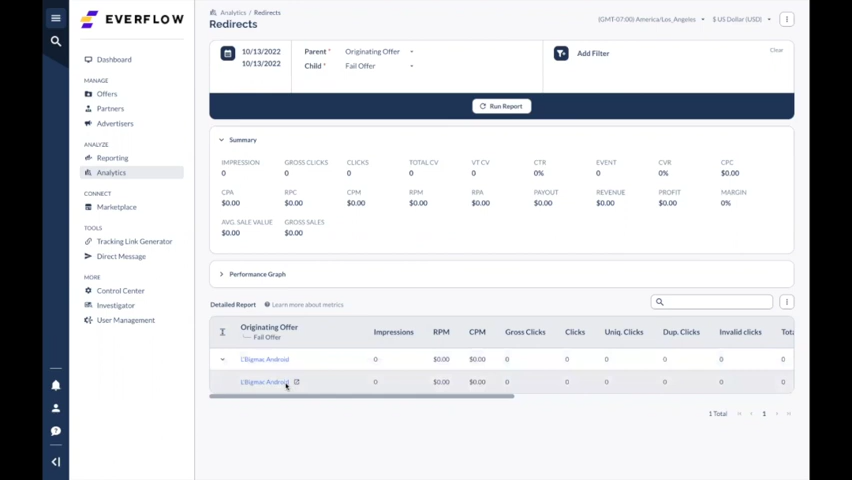 EVERFLOW
Dashboard
MANAGE
Offers
Partners
Advertisers
ANALYZE
Reporting
Analytics
CONNECT
Marketplace
TOOLS
Tracking Link Generator
Direct Message
MORE
Control Center
Investigator
User Management
Analytics / Redirects
Redirects
(GMT-07:00) America/Los_Angeles
$ US Dollar (USD)
10/13/2022
10/13/2022
Parent * Originating Offer
Child * Fail Offer
Add Filter
Clear
Run Report
Summary
IMPRESSION GROSS CLICKS CLICKS TOTAL CV VT CV CTR EVENT CVR CPC
0 0 0 0 0 0% 0 0% $0.00
CPA RPC CPM RPM RPA PAYOUT REVENUE PROFIT MARGIN
$0.00 $0.00 $0.00 $0.00 $0.00 $0.00 $0.00 $0.00 0%
AVG. SALE VALUE GROSS SALES
$0.00 $0.00
Performance Graph
Detailed Report Learn more about metrics
Originating Offer Impressions RPM CPM Gross Clicks Clicks Uniq. Clicks Dup. Clicks Invalid clicks Tota
Fail Offer
Bigmac Android 0 $0.00 $0.00 0 0 0 0 0 0
Bigmac Android 0 $0.00 $0.00 0 0 0 0 0 0
1 Total 1